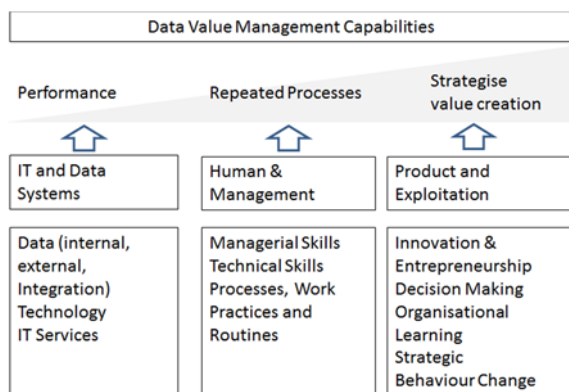 Data Value Management Capabilities
Performance
Repeated Processes
Strategise
value creation
IT and Data
Systems
Human &
Management
Product and
Exploitation
Data (internal,
external,
Integration)
Technology
IT Services
Managerial Skills
Technical Skills
Processes, Work
Practices and
Routines
Innovation &
Entrepreneurship
Decision Making
Organisational
Learning
Strategic
Behaviour Change